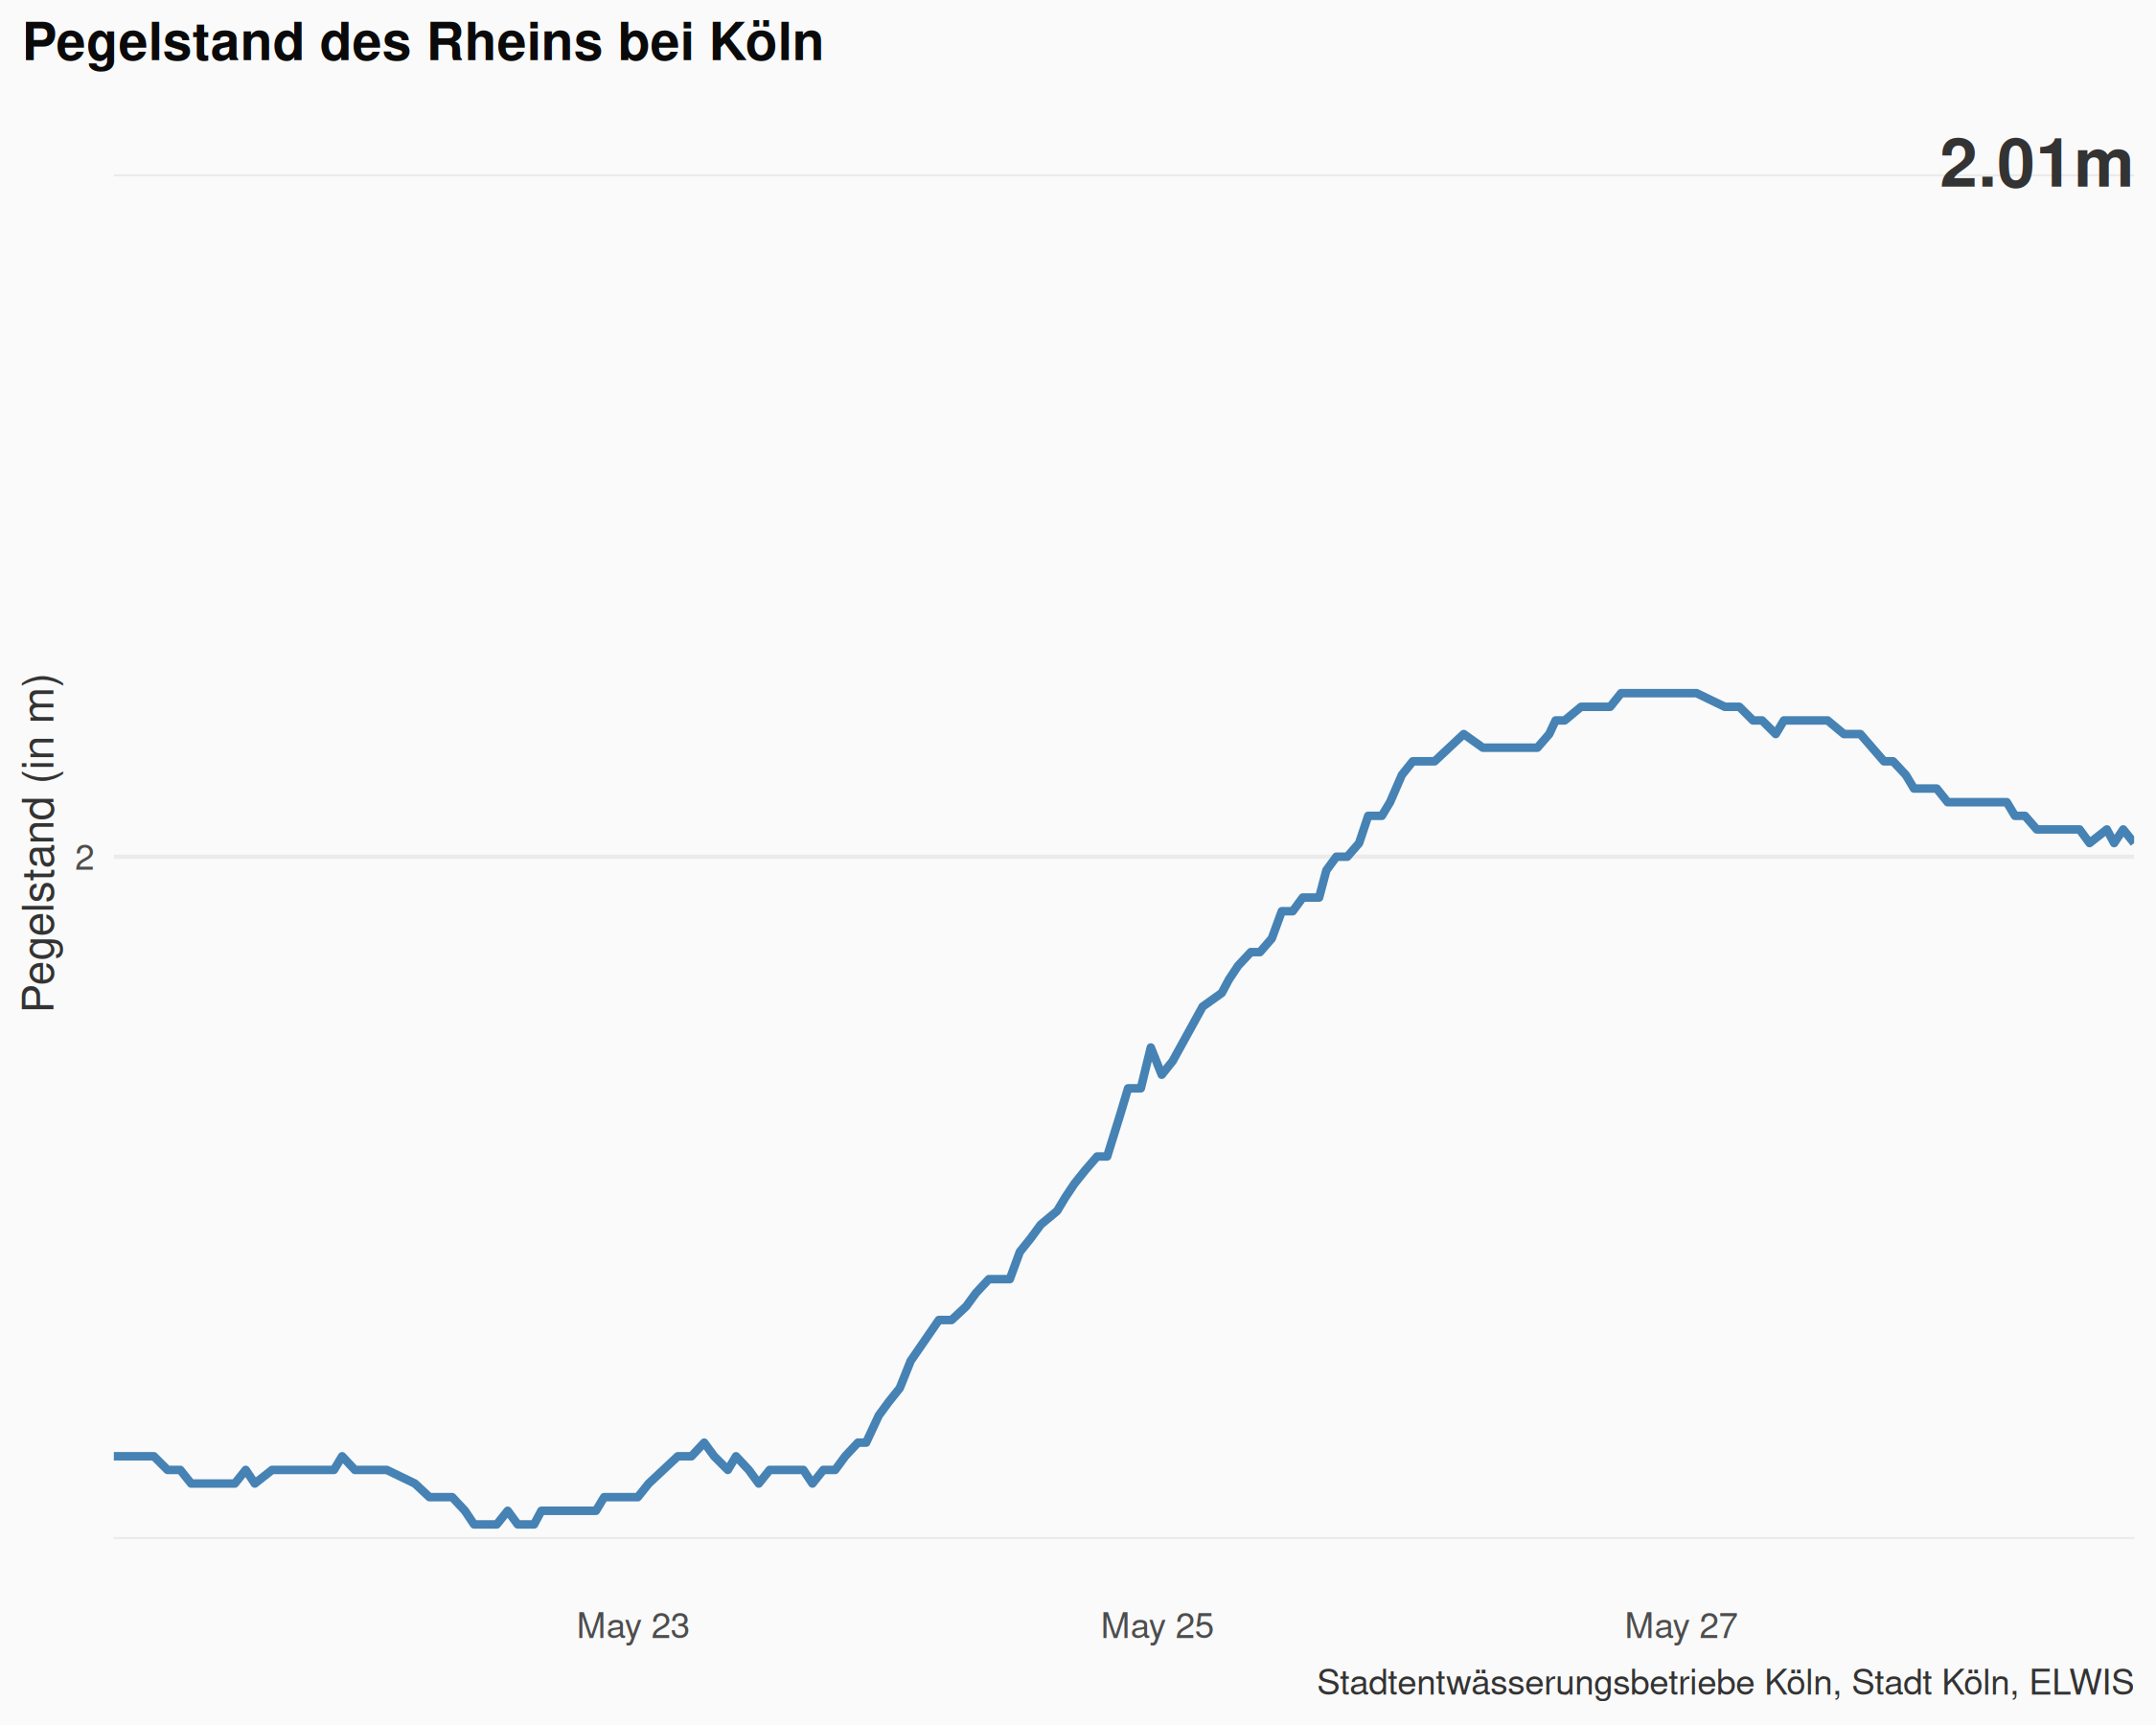 Pegelstand des Rheins bei Köln
2.01m
Pegelstand (in m)
2
May 23
May 25
May 27
Stadtentwässerungsbetriebe Köln, Stadt Köln, ELWIS